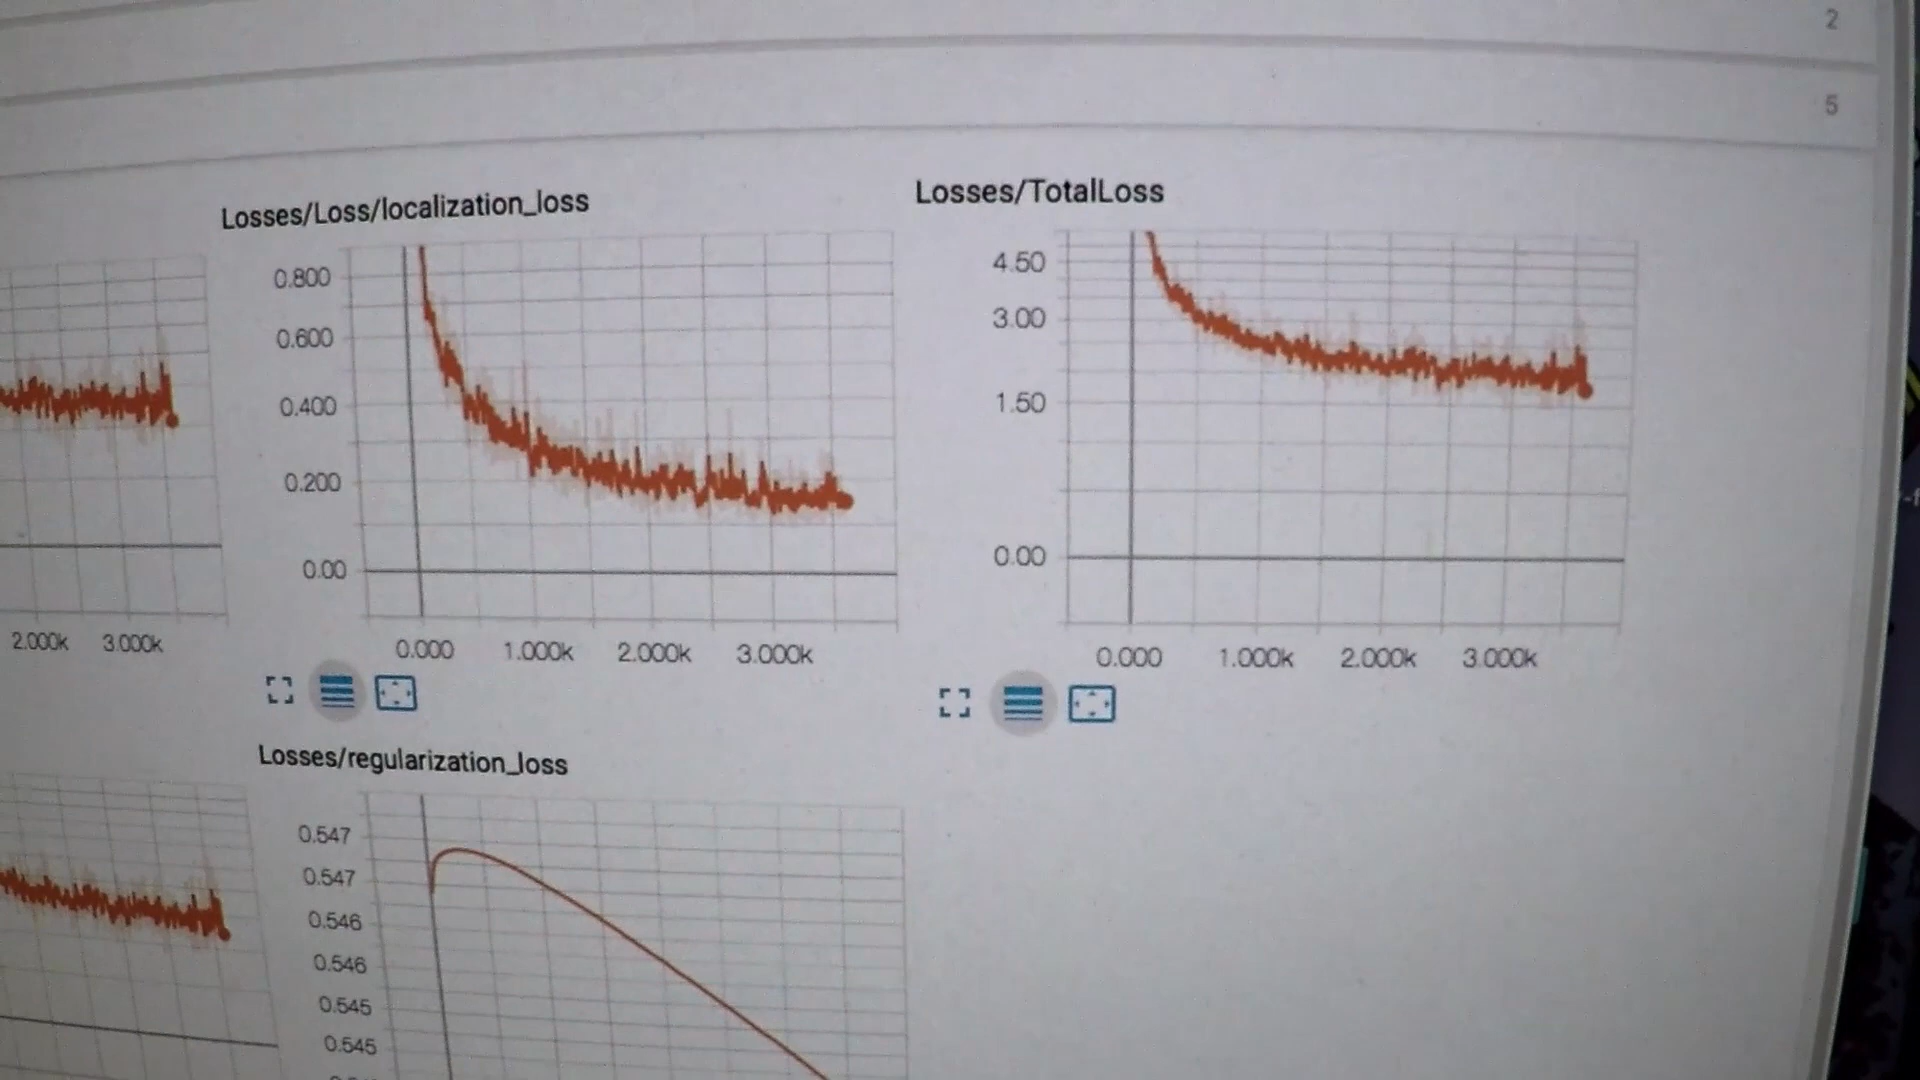 2
5
Losses/Loss/localization_loss
0.800
0.600
0.400
0.200
0.00
0.000 1.000k 2.000k 3.000k
Losses/TotalLoss
4.50
3.00
1.50
0.00
0.000 1.000k 2.000k 3.000k
2.000k 3.000k
Losses/regularization_loss
0.547
0.547
0.546
0.546
0.545
0.545